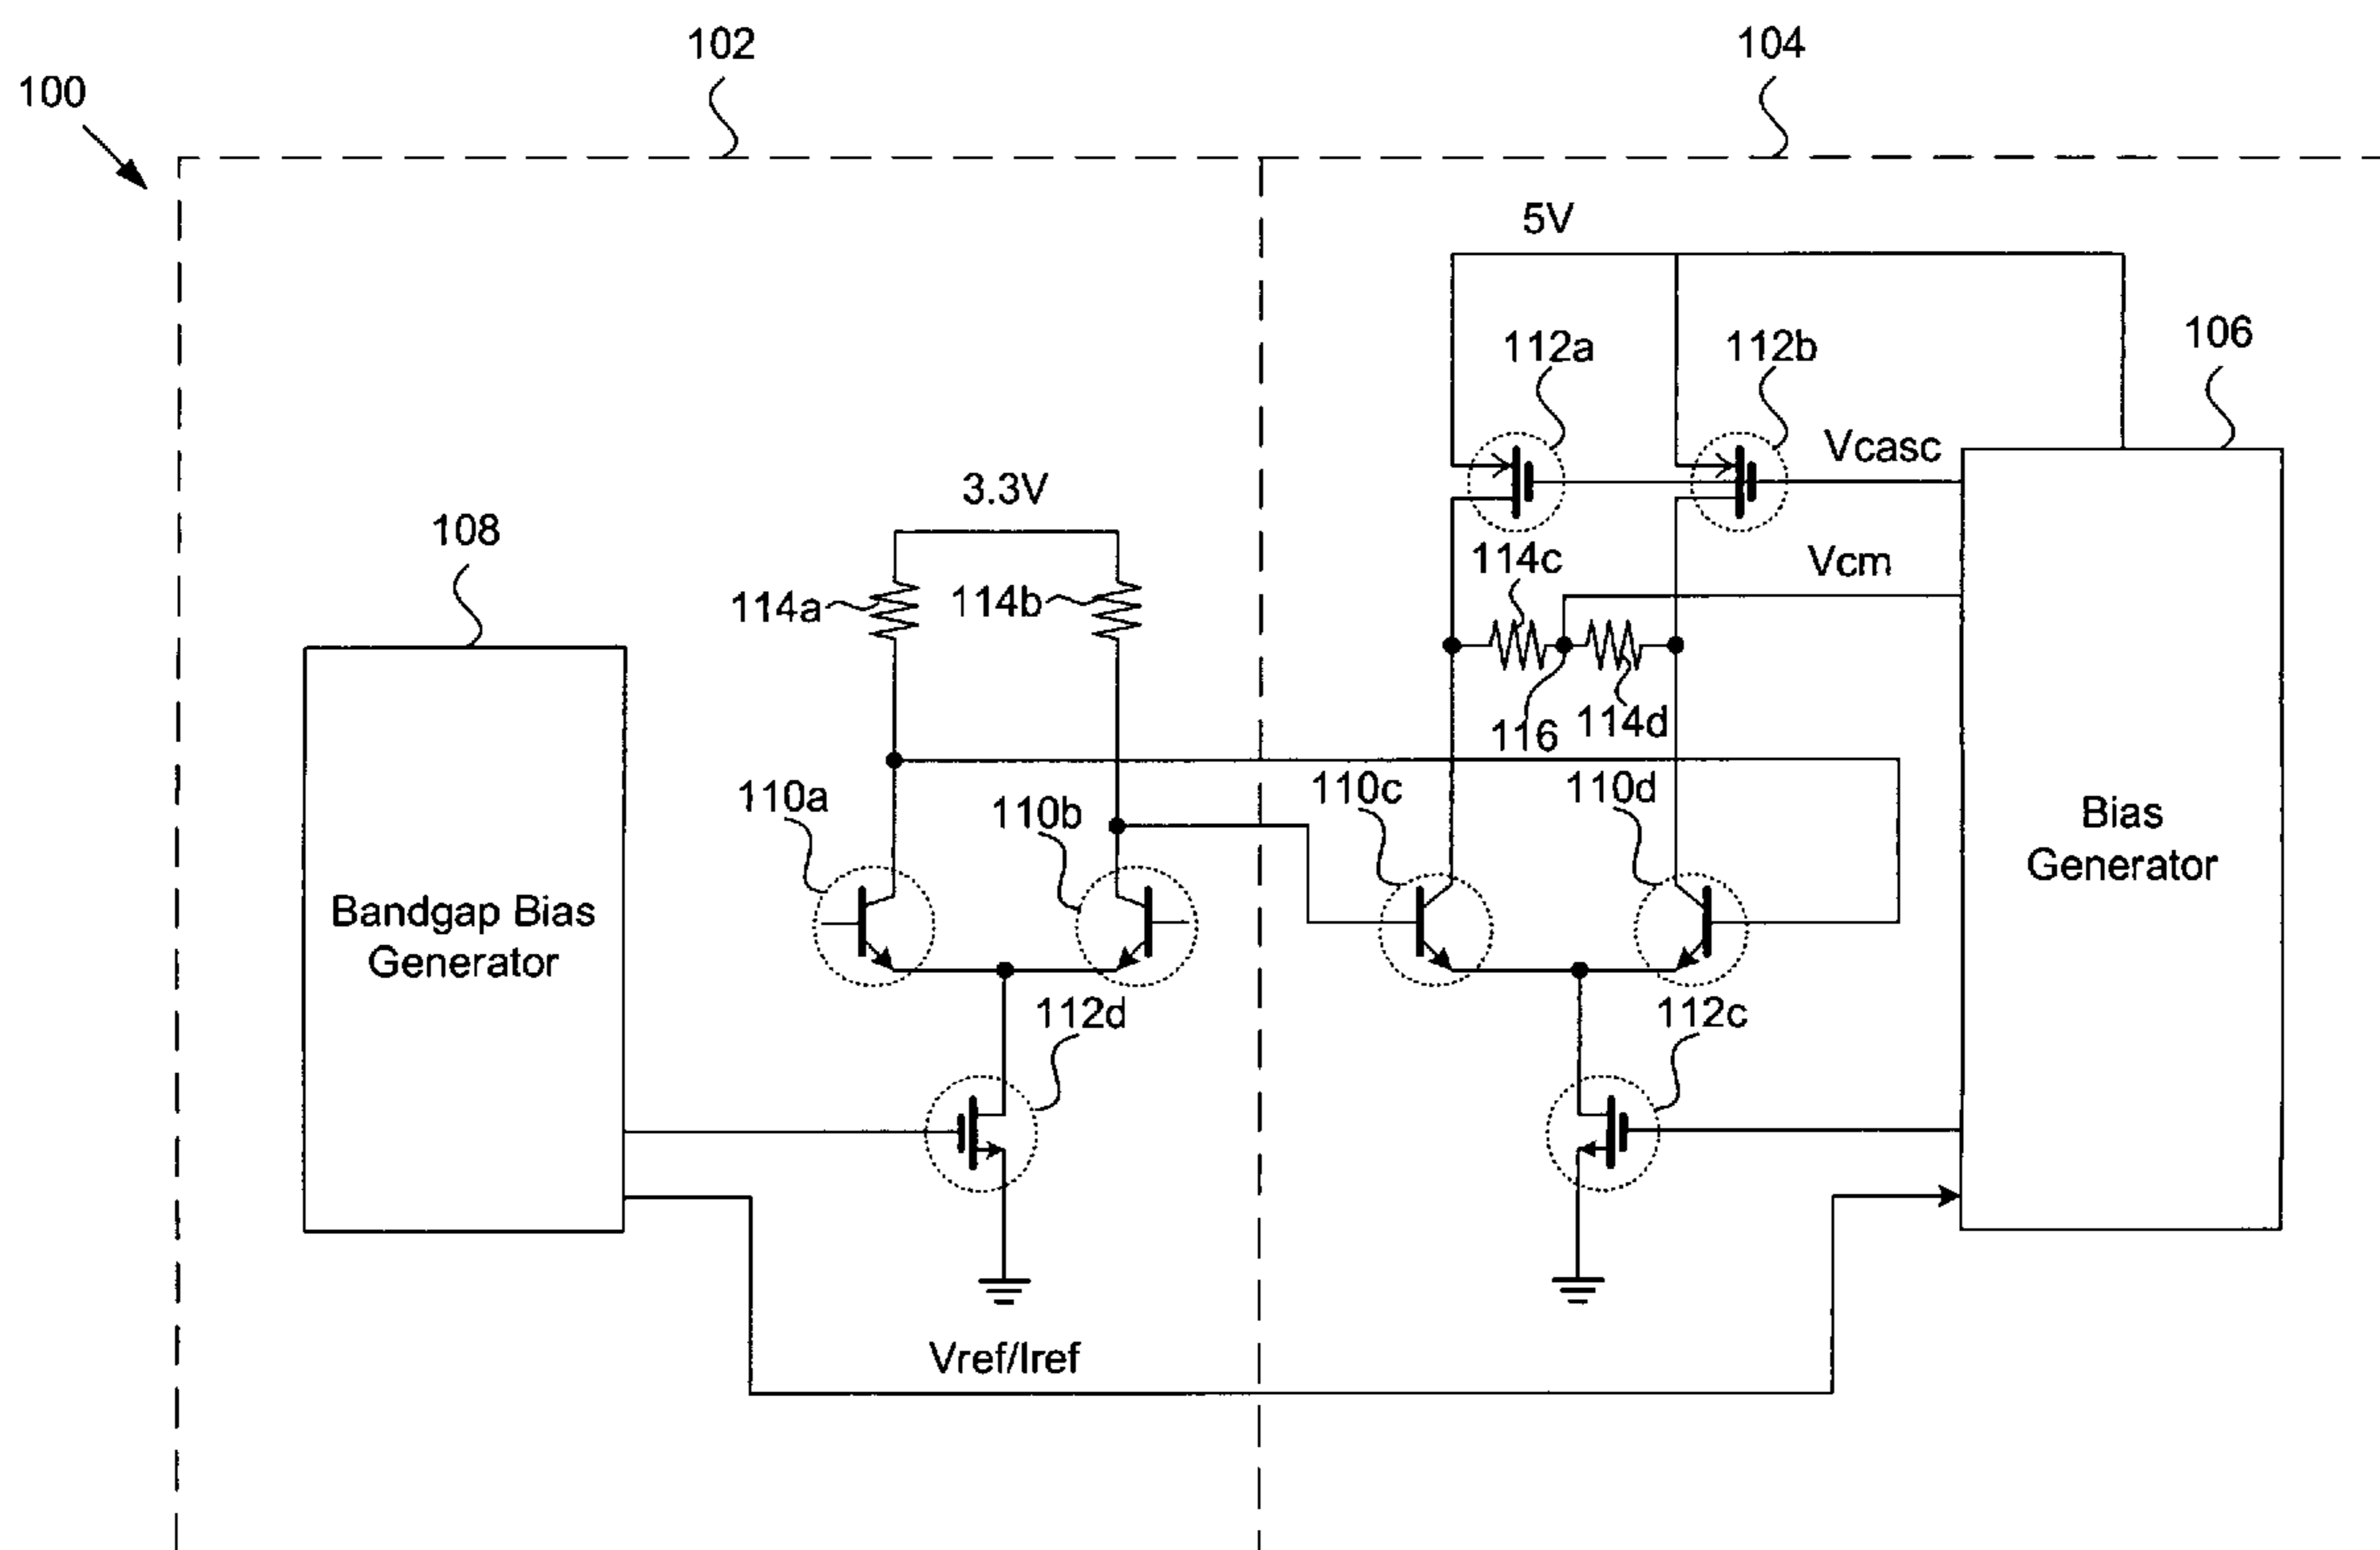 102
104
100
5V
112a
112b
106
Vcasc
3.3V
108
Vcm
114c
114a
114b
116
114d
110a
110b
110c
110d
Bias
Generator
Bandgap Bias
Generator
112d
112c
Vref/Iref